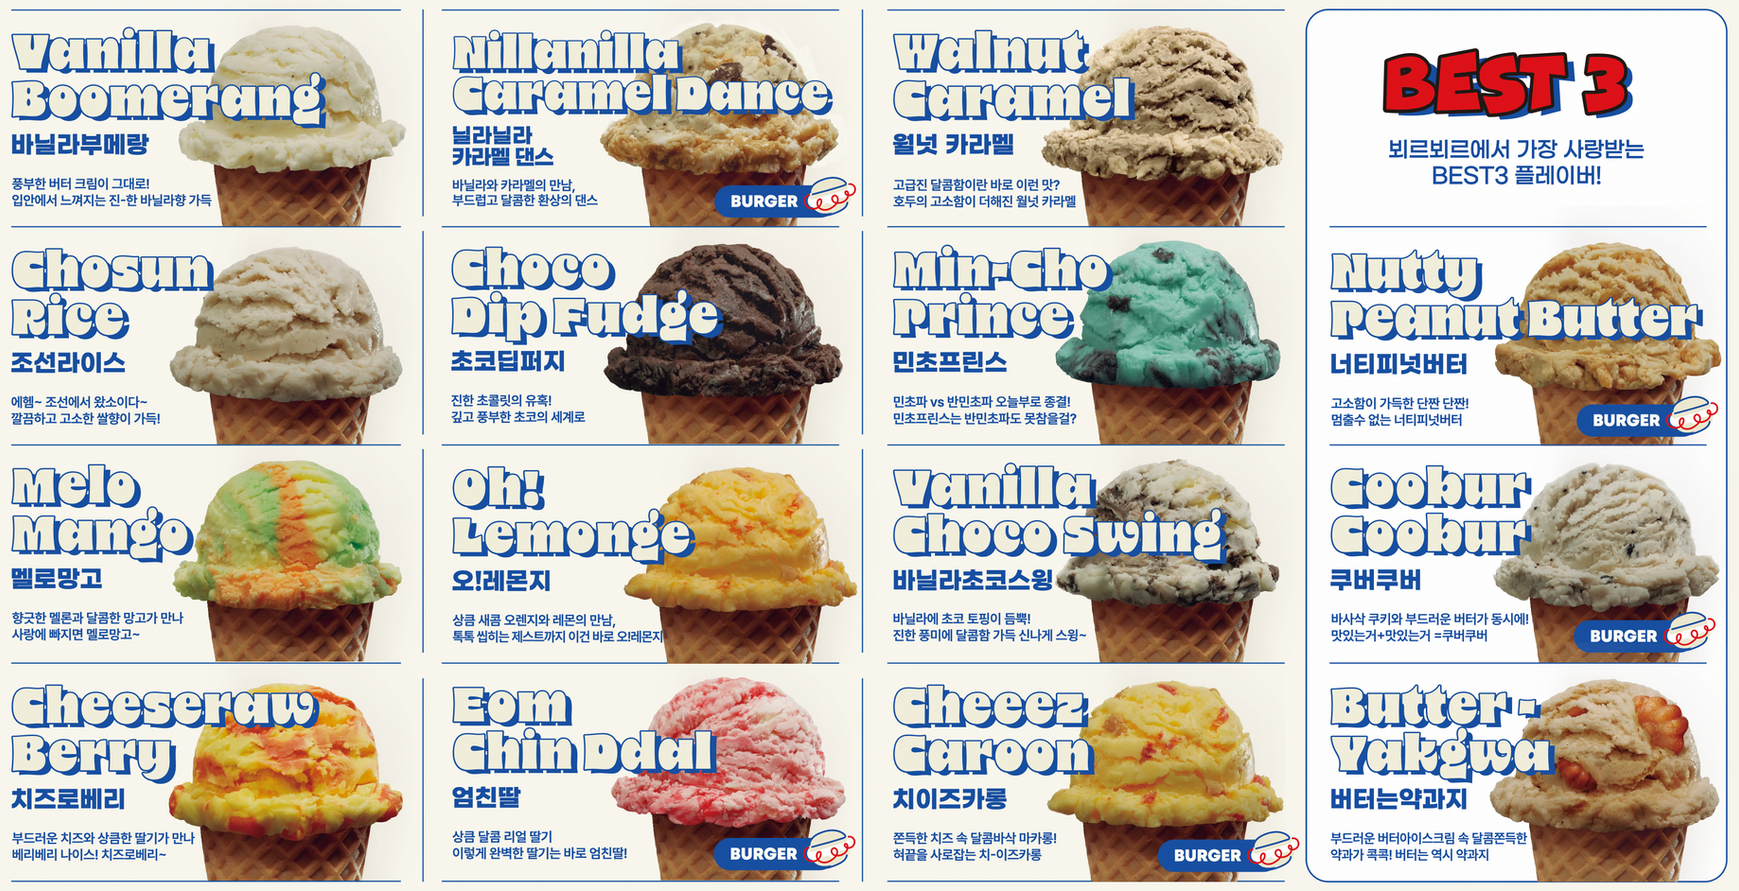 Vanilla
Boomerang
바닐라부메랑
풍부한 버터 크림이 그대로!
입안에서 느껴지는 진-한 바닐라향 가득
Nillanilla
Caramel Dance
닐라닐라
카라멜 댄스
바닐라와 카라멜의 만남,
부드럽고 달콤한 환상의 댄스
BURGER
Walnut
Caramel
월넛 카라멜
고급진 달콤함이란 바로 이런 맛?
호두의 고소함이 더해진 월넛 카라멜
BEST 3
뵈르뵈르에서 가장 사랑받는
BEST3 플레이버!
Chosun
Rice
조선라이스
에헴~ 조선에서 왔소이다~
깔끔하고 고소한 쌀향이 가득!
Choco
Dip Fudge
초코딥퍼지
진한 초콜릿의 유혹!
깊고 풍부한 초코의 세계로
Min-Cho
Prince
민초프린스
민초파 vs 반민초파 오늘부로 종결!
민초프린스는 반민초파도 못참을걸?
Nutty
Peanut Butter
너티피넛버터
고소함이 가득한 단짠 단짠!
멈출수 없는 너티피넛버터
BURGER
Melo
Mango
멜로망고
향긋한 멜론과 달콤한 망고가 만나
사랑에 빠지면 멜로망고~
Oh!
Lemonge
오!레몬지
상큼 새콤 오렌지와 레몬의 만남,
톡톡 씹히는 제스트까지 이건 바로 오!레몬지
Vanilla
Choco Swing
바닐라초코스윙
바닐라에 초코 토핑이 듬뿍!
진한 풍미에 달콤함 가득 신나게 스윙~
Coobur
Coobur
쿠버쿠버
바사삭 쿠키와 부드러운 버터가 동시에!
맛있는거+맛있는거 =쿠버쿠버
BURGER
Cheeseraw
Berry
치즈로베리
부드러운 치즈와 상큼한 딸기가 만나
베리베리 나이스! 치즈로베리~
Eom
Chin Ddal
엄친딸
상큼 달콤 리얼 딸기
이렇게 완벽한 딸기는 바로 엄친딸!
BURGER
Cheeez
Caroon
치이즈카롱
쫀득한 치즈 속 달콤바삭 마카롱!
혀끝을 사로잡는 치-이즈카롱
BURGER
Butter -
Yakgwa
버터는약과지
부드러운 버터아이스크림 속 달콤쫀득한
약과가 콕콕! 버터는 역시 약과지